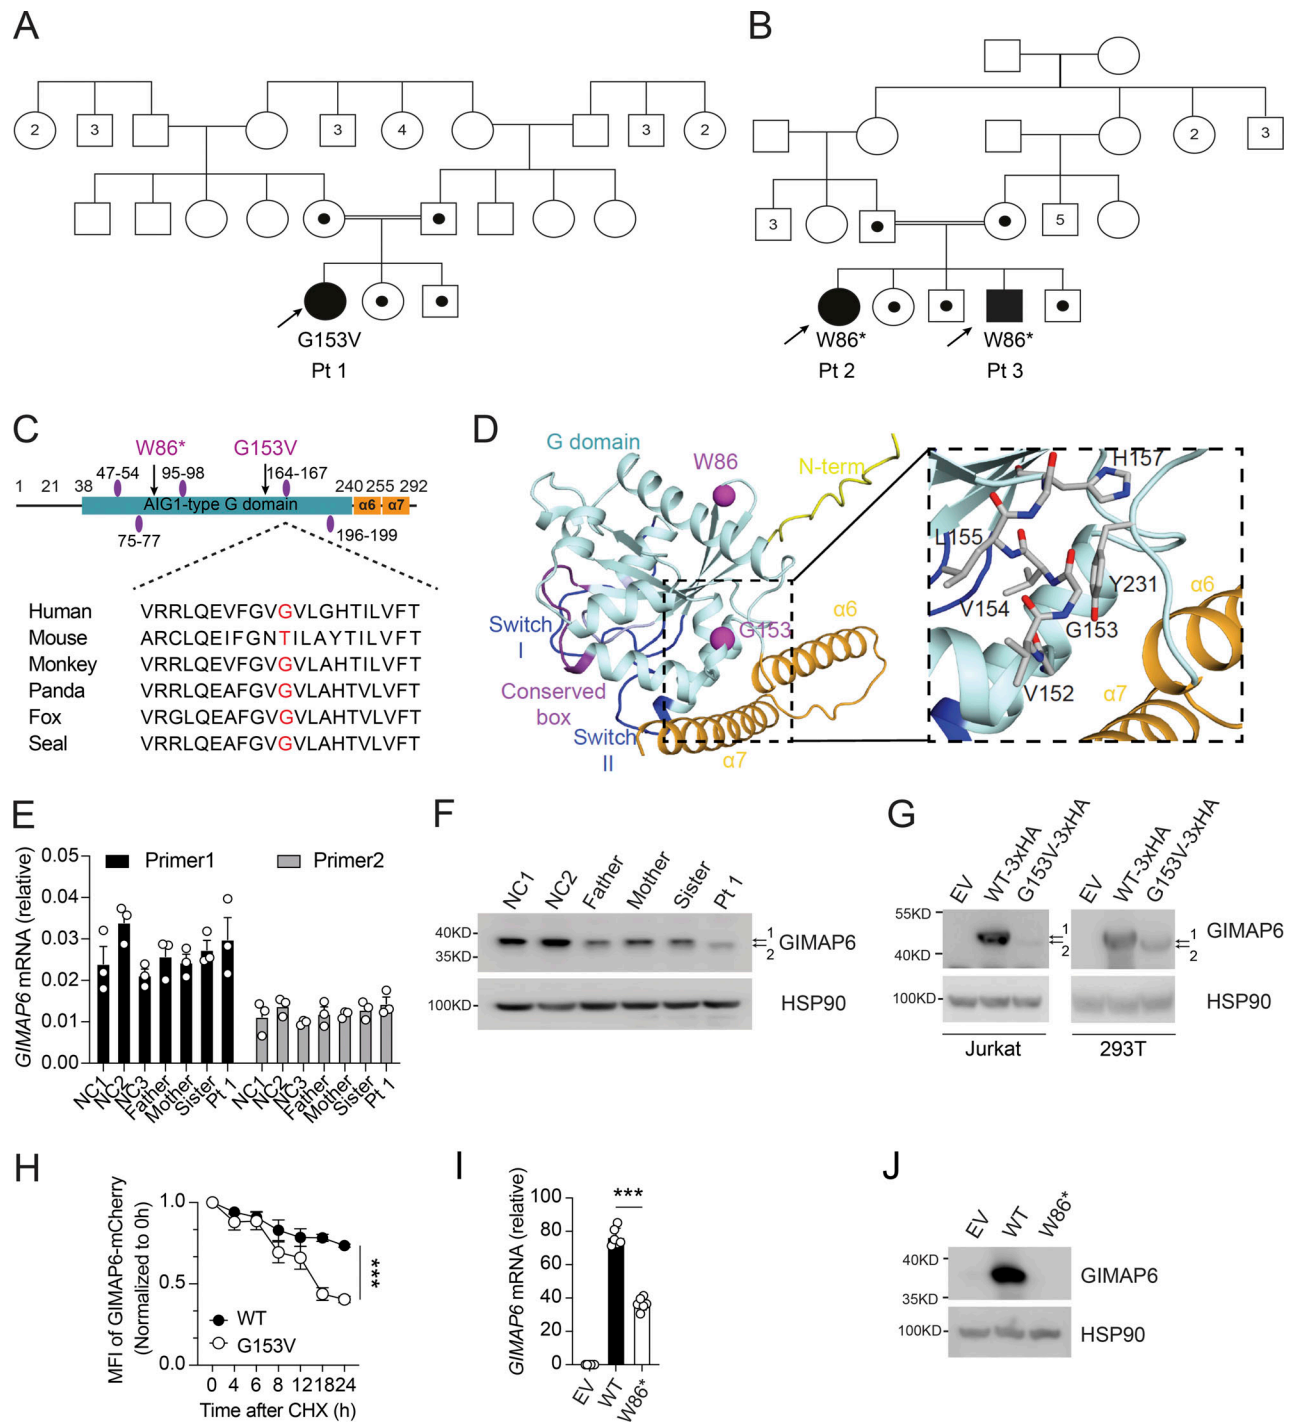 A
B
2
3
3
4
3
2
2
3
3
5
G153V
Pt 1
W86*
W86*
Pt 2
Pt 3
C
W86*
G153V
47-54
95-98
164-167
1
21
38
240
255
292
AIG1-type G domain
α6
α7
75-77
196-199
Human
VRRLQEVFGVGVLGHTILVFT
Mouse
ARCLQEIFGNTILAYTILVFT
Monkey
VRRLQEVFGVGVLAHTILVFT
Panda
VRRLQEAFGVGVLAHTVLVFT
Fox
VRGLQEAFGVGVLAHTVLVFT
Seal
VRRLQEAFGVGVLAHTVLVFT
D
G domain
W86
N-term
α6
Switch
I
G153
Conserved
box
Switch
II
α7
H157
L155
Y231
α6
V154
G153
V152
α7
E
GIMAP6 mRNA (relative)
0.05
0.04
0.03
0.02
0.01
0.00
Primer1
Primer2
NC1
NC2
NC3
Father
Mother
Sister
Pt 1
NC1
NC2
NC3
Father
Mother
Sister
Pt 1
F
NC1
NC2
Father
Mother
Sister
Pt 1
40KD
35KD
1
2
GIMAP6
100KD
HSP90
G
EV
WT-3xHA
G153V-3xHA
EV
WT-3xHA
G153V-3xHA
55KD
40KD
1
2
1
2
GIMAP6
100KD
HSP90
Jurkat
293T
H
MFI of GIMAP6-mCherry
(Normalized to 0h)
1.0
0.5
0.0
WT
G153V
***
0 4 6 8 12 18 24
Time after CHX (h)
I
GIMAP6 mRNA (relative)
100
80
60
40
20
0
***
EV
WT
W86*
J
EV
WT
W86*
40KD
35KD
GIMAP6
100KD
HSP90